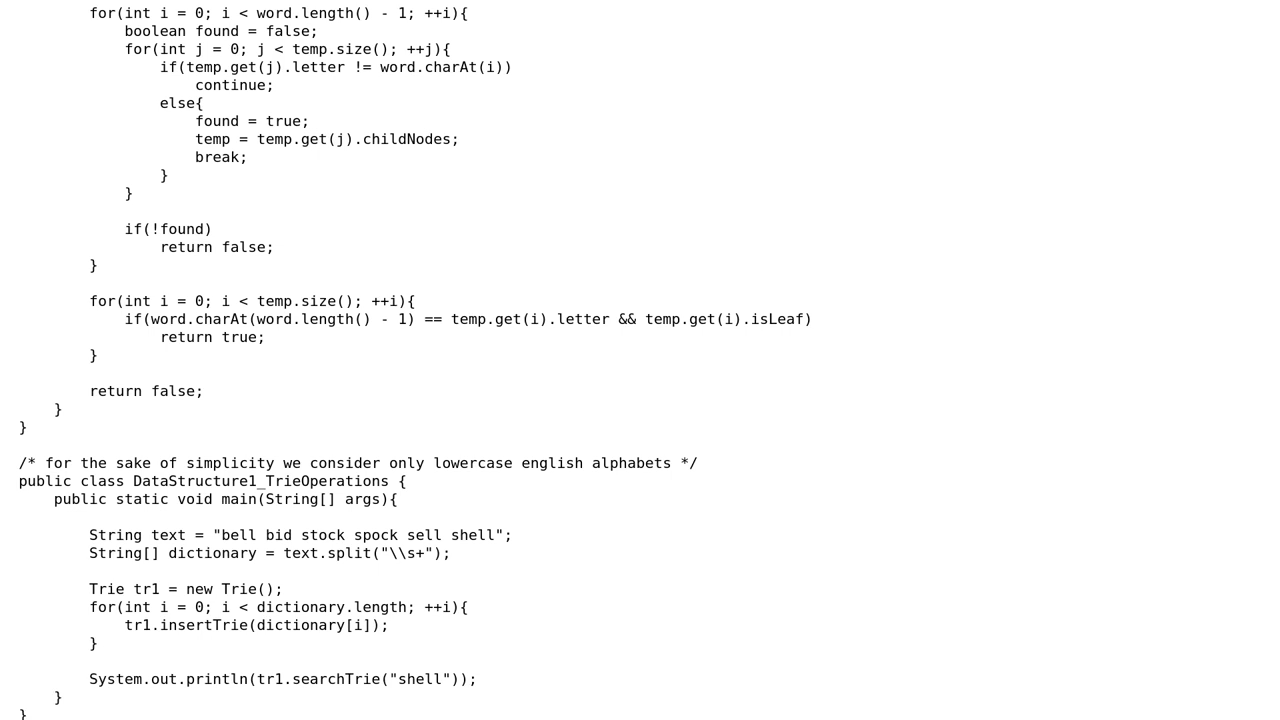 for(int i = 0; i < word.length() - 1; ++i){
            boolean found = false;
            for(int j = 0; j < temp.size(); ++j){
                if(temp.get(j).letter != word.charAt(i))
                    continue;
                else{
                    found = true;
                    temp = temp.get(j).childNodes;
                    break;
                }
            }

            if(!found)
                return false;
        }

        for(int i = 0; i < temp.size(); ++i){
            if(word.charAt(word.length() - 1) == temp.get(i).letter && temp.get(i).isLeaf)
                return true;
        }

        return false;
    }
}

/* for the sake of simplicity we consider only lowercase english alphabets */
public class DataStructure1_TrieOperations {
    public static void main(String[] args){

        String text = "bell bid stock spock sell shell";
        String[] dictionary = text.split("\\s+");

        Trie tr1 = new Trie();
        for(int i = 0; i < dictionary.length; ++i){
            tr1.insertTrie(dictionary[i]);
        }

        System.out.println(tr1.searchTrie("shell"));
    }
}